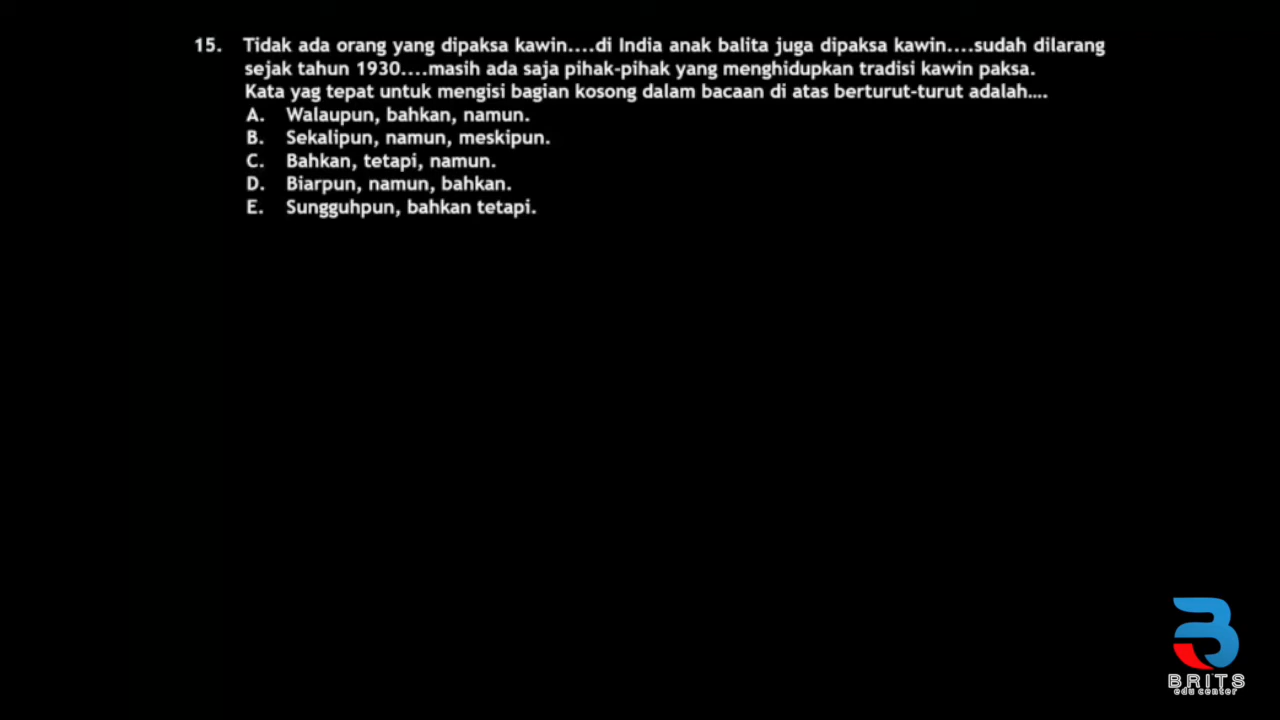 15. Tidak ada orang yang dipaksa kawin....di India anak balita juga dipaksa kawin....sudah dilarang
sejak tahun 1930....masih ada saja pihak-pihak yang menghidupkan tradisi kawin paksa.
Kata yag tepat untuk mengisi bagian kosong dalam bacaan di atas berturut-turut adalah....
A. Walaupun, bahkan, namun.
B. Sekalipun, namun, meskipun.
C. Bahkan, tetapi, namun.
D. Biarpun, namun, bahkan.
E. Sungguhpun, bahkan tetapi.
BRITS
edu center